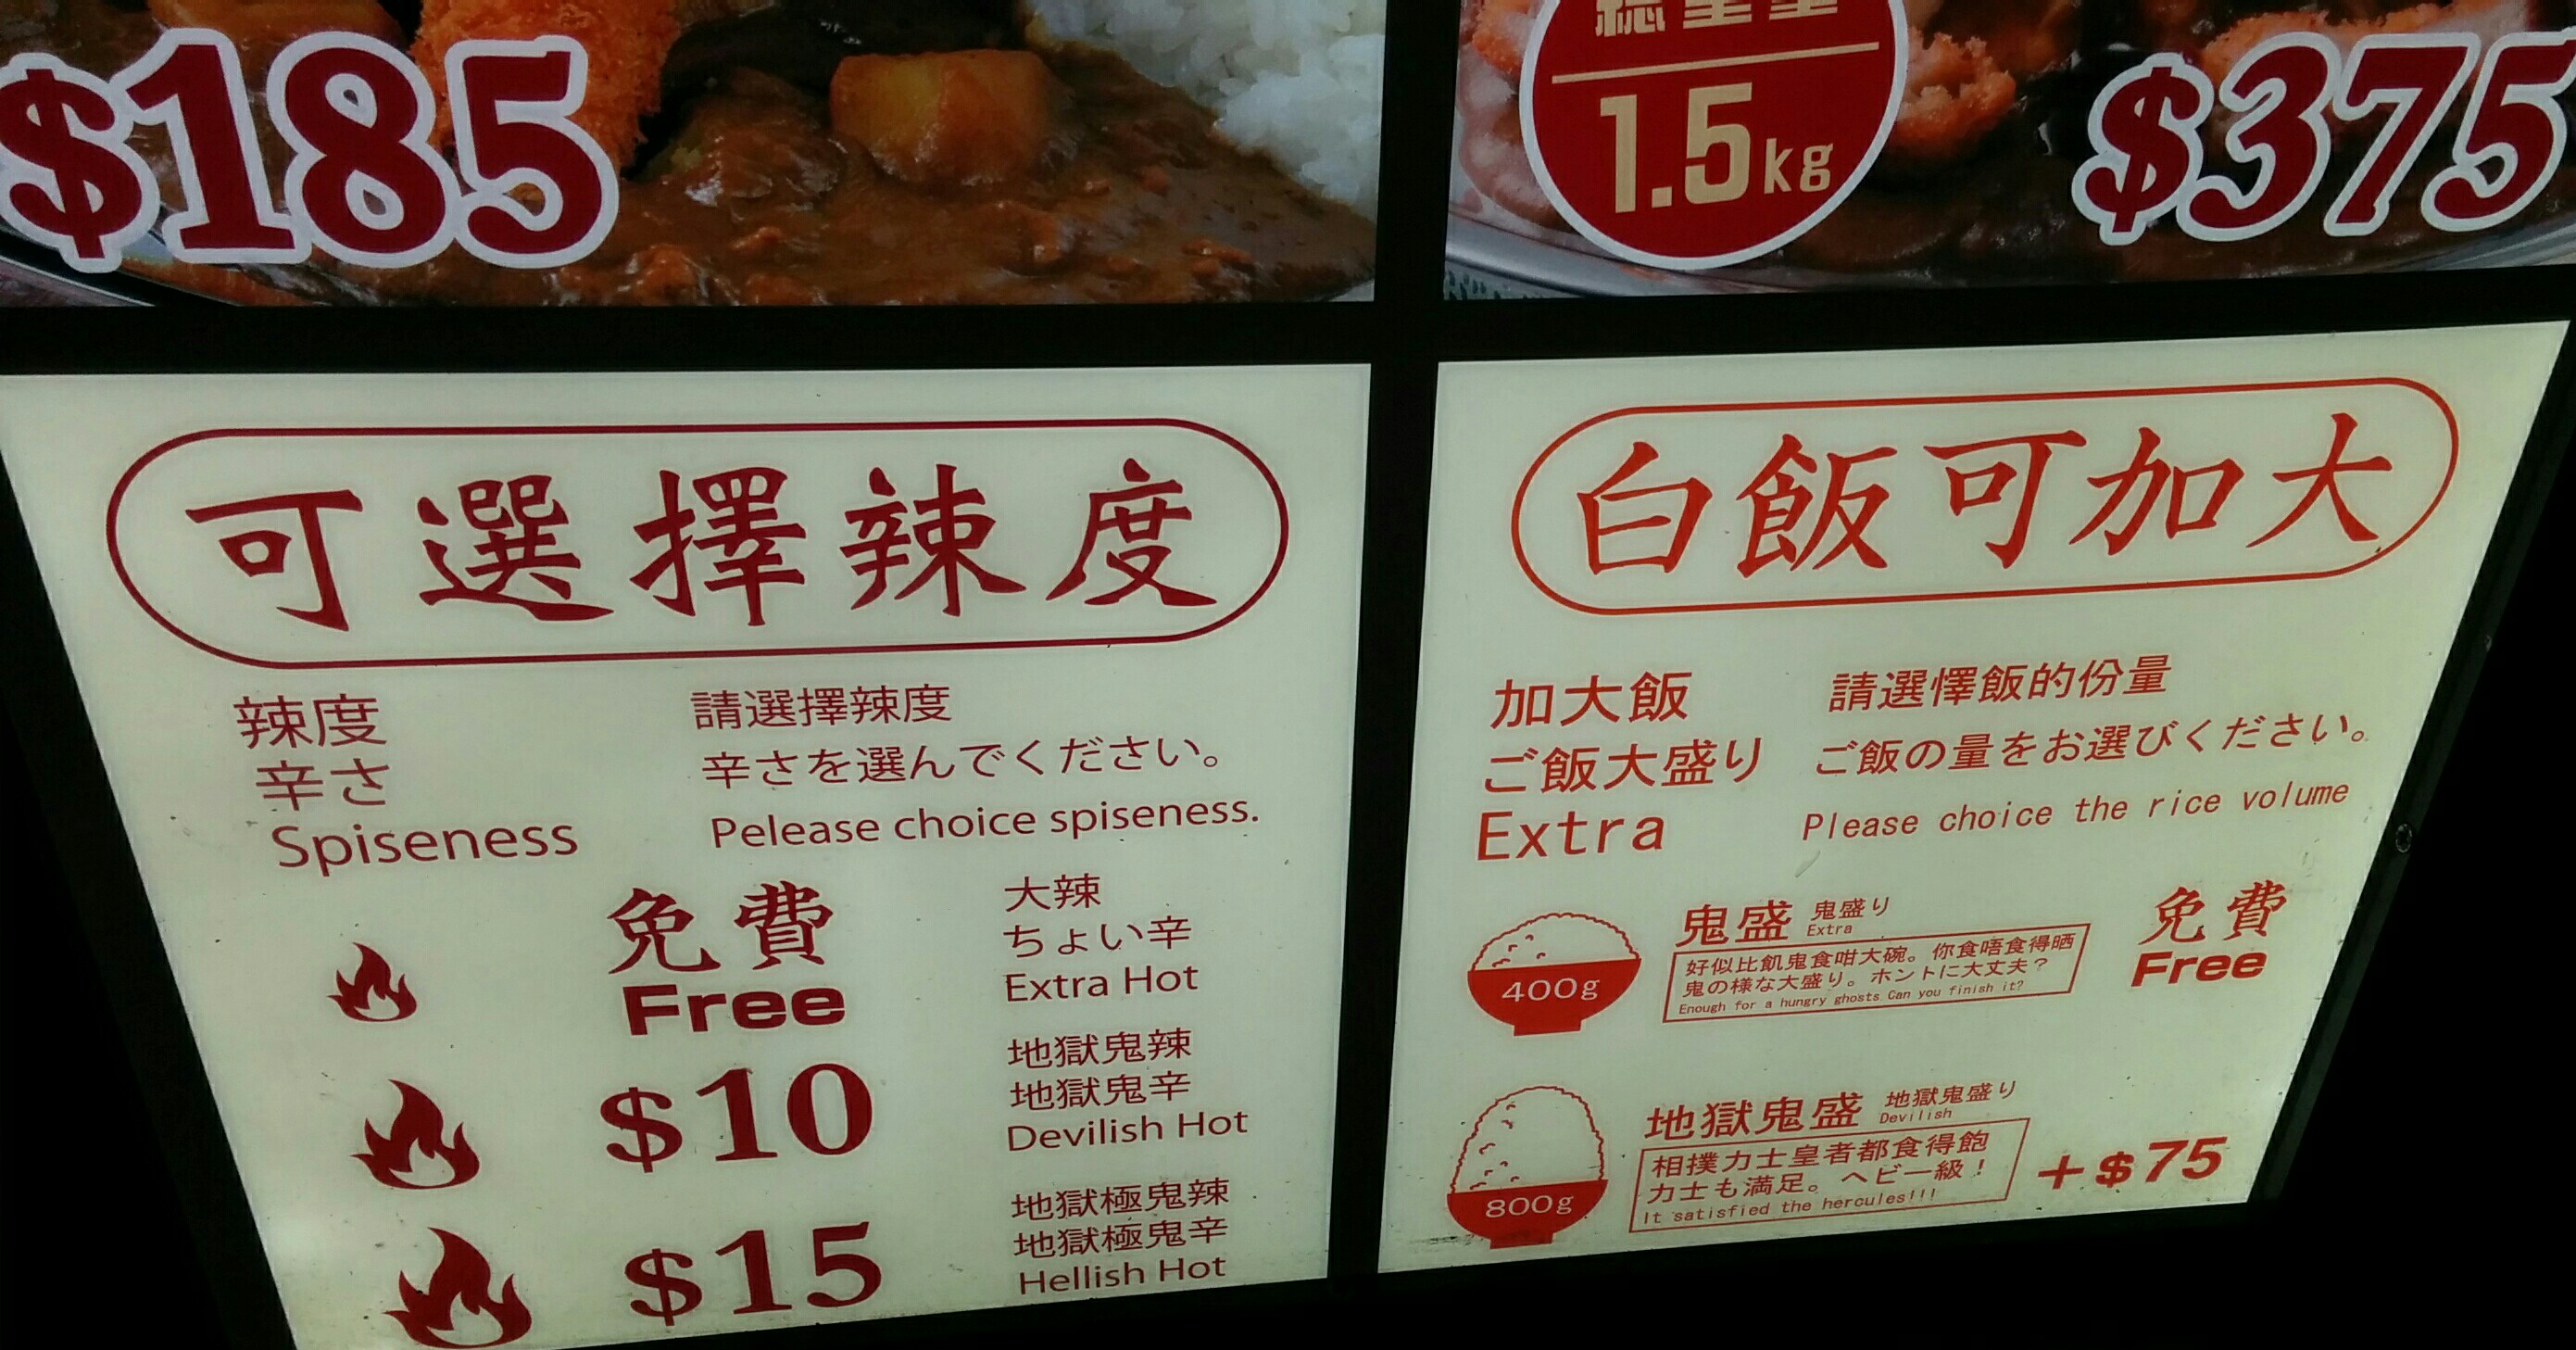 $185
総重量
1.5kg
$375
可選擇辣度
辣度
辛さ
Spiseness
請選擇辣度
辛さを選んでください。
Pelease choice spiseness.
免費
Free
大辣
ちょい辛
Extra Hot
$10
地獄鬼辣
地獄鬼辛
Devilish Hot
$15
地獄極鬼辣
地獄極鬼辛
Hellish Hot
白飯可加大
加大飯
ご飯大盛り
Extra
請選懌飯的份量
ご飯の量をお選びください。
Please choice the rice volume
400g
鬼盛 鬼盛り
Extra
好似比飢鬼食咁大碗。你食唔食得晒
鬼の様な大盛り。ホントに大丈夫?
Enough for a hungry ghosts Can you finish it?
免費
Free
800g
地獄鬼盛 地獄鬼盛り
Devilish
相撲力士皇者都食得飽
力士も満足。ヘビー級!
It satisfied the hercules!!!
+$75